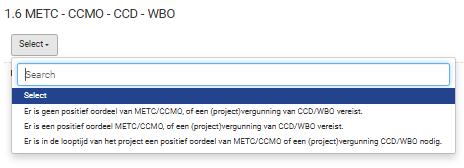 1.6 METC - CCMO - CCD - WBO
Select
Search
Select
Er is geen positief oordeel van METC/CCMO, of een (project)vergunning van CCD/WBO vereist.
Er is een positief oordeel METC/CCMO, of een (project)vergunning van CCD/WBO vereist.
Er is in de looptijd van het project een positief oordeel van METC/CCMO of een (project)vergunning CCD/WBO nodig.